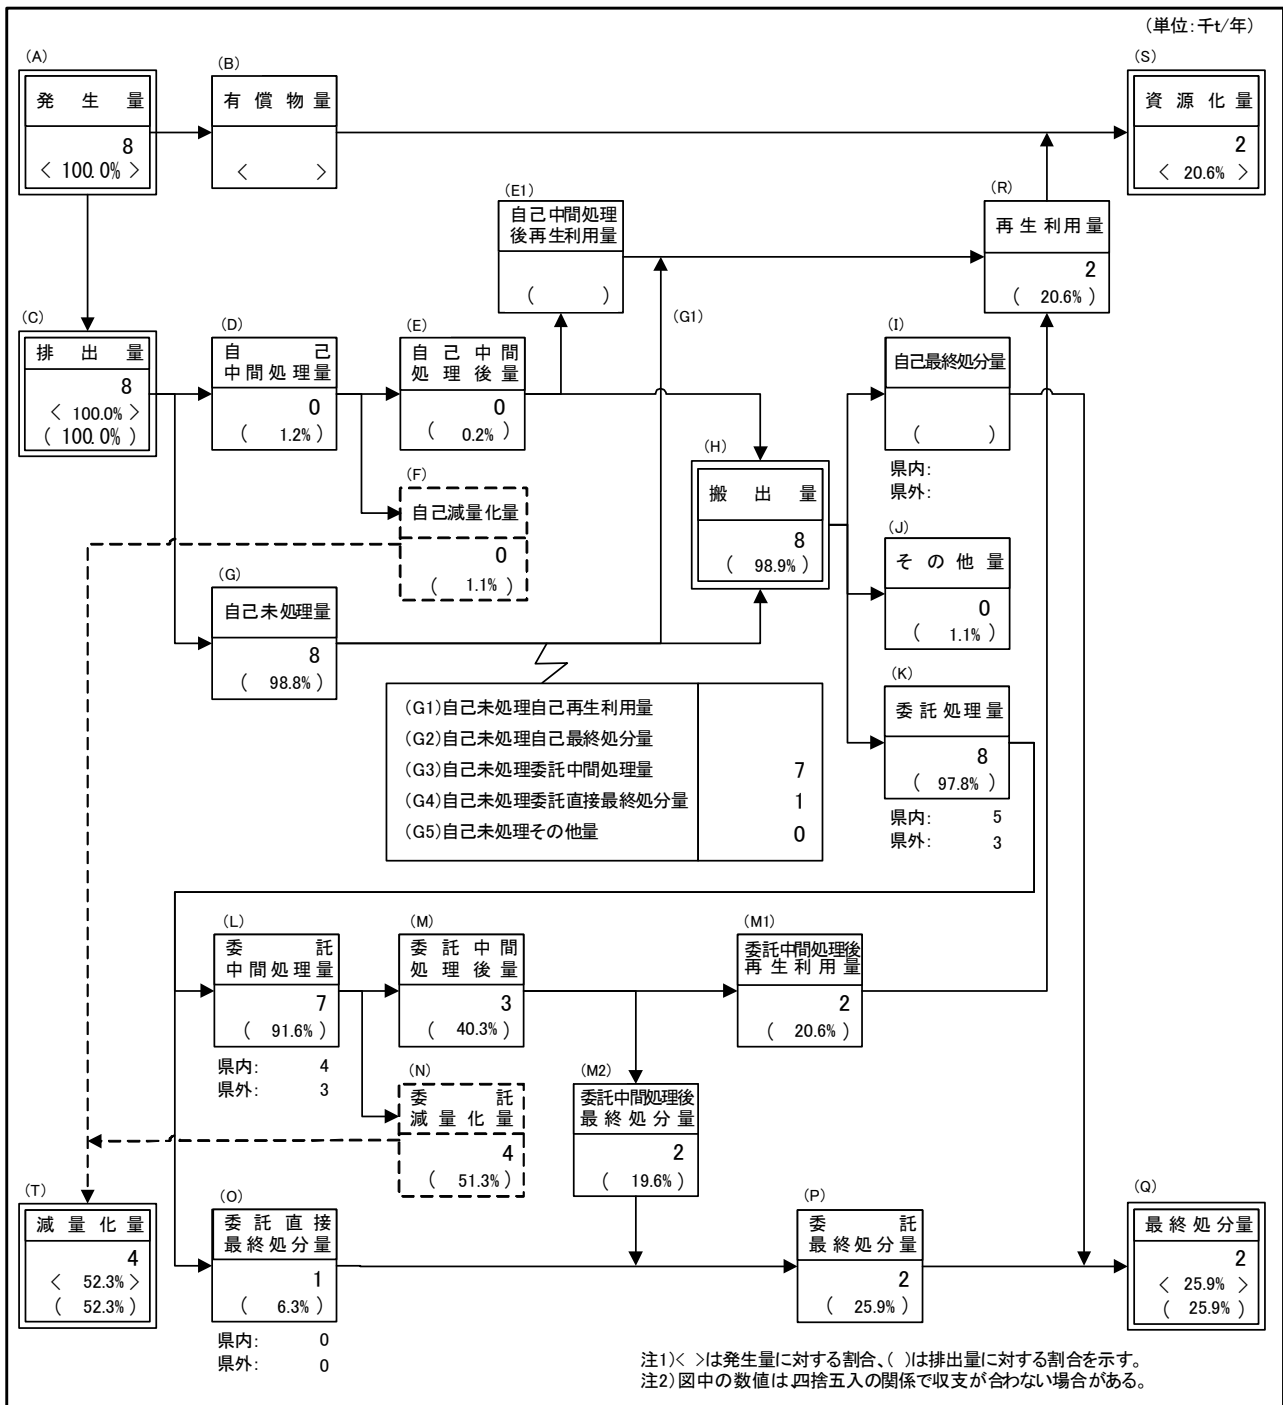 (単位:千t/年)
(A)
発生量
8
< 100.0% >
(B)
有償物量
< >
(S)
資源化量
2
< 20.6% >
(E1)
自己中間処理
後再生利用量
( )
(R)
再生利用量
2
( 20.6% )
(G1)
(C)
排出量
8
< 100.0% >
( 100.0% )
(D)
自己
中間処理量
0
( 1.2% )
(E)
自己中間
処理後量
0
( 0.2% )
(I)
自己最終処分量
( )
県内:
県外:
(F)
自己減量化量
0
( 1.1% )
(H)
搬出量
8
( 98.9% )
(J)
その他量
0
( 1.1% )
(G)
自己未処理量
8
( 98.8% )
(G1)自己未処理自己再生利用量
(G2)自己未処理自己最終処分量
(G3)自己未処理委託中間処理量 7
(G4)自己未処理委託直接最終処分量 1
(G5)自己未処理その他量 0
(K)
委託処理量
8
( 97.8% )
県内: 5
県外: 3
(L)
委託
中間処理量
7
( 91.6% )
県内: 4
県外: 3
(M)
委託中間
処理後量
3
( 40.3% )
(M1)
委託中間処理後
再生利用量
2
( 20.6% )
(N)
委託
減量化量
4
( 51.3% )
(M2)
委託中間処理後
最終処分量
2
( 19.6% )
(T)
減量化量
4
< 52.3% >
( 52.3% )
(O)
委託直接
最終処分量
1
( 6.3% )
県内: 0
県外: 0
(P)
委託
最終処分量
2
( 25.9% )
(Q)
最終処分量
2
< 25.9% >
( 25.9% )
注1)< >は発生量に対する割合、( )は排出量に対する割合を示す。
注2)図中の数値は四捨五入の関係で収支が合わない場合がある。